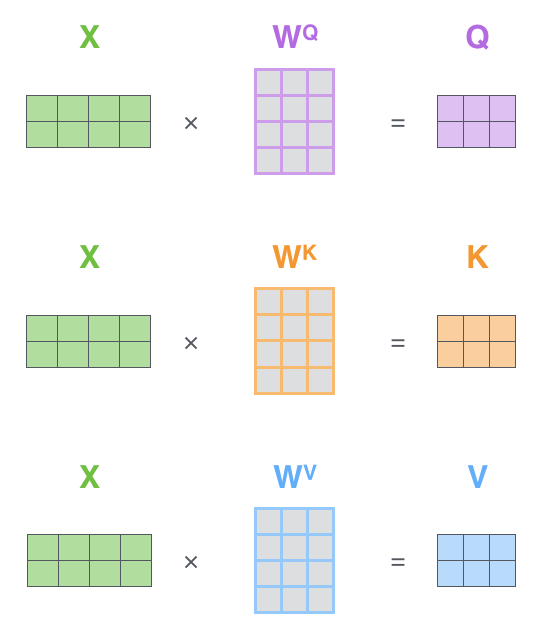 X W^Q Q
× =
X W^K K
× =
X W^V V
× =